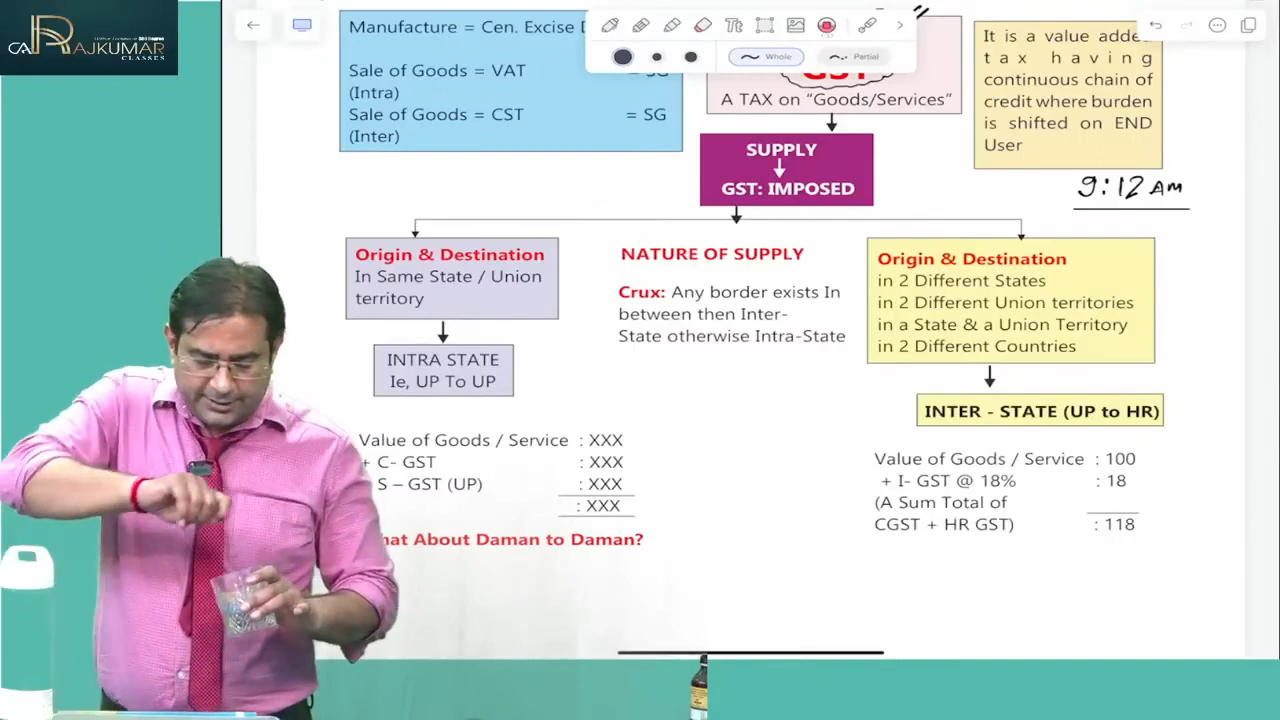 CA RAJKUMAR
CLASSES
Manufacture = Cen. Excise
Sale of Goods = VAT = SG
(Intra)
Sale of Goods = CST = SG
(Inter)
Tt
Whole
Partial
GST
A TAX on “Goods/Services”
It is a value added
tax having
continuous chain of
credit where burden
is shifted on END
User
9:12 AM
SUPPLY
GST: IMPOSED
Origin & Destination
In Same State / Union
territory
INTRA STATE
Ie, UP To UP
NATURE OF SUPPLY
Crux: Any border exists In
between then Inter-
State otherwise Intra-State
Origin & Destination
in 2 Different States
in 2 Different Union territories
in a State & a Union Territory
in 2 Different Countries
INTER - STATE (UP to HR)
Value of Goods / Service : XXX
+ C- GST : XXX
S – GST (UP) : XXX
: XXX
hat About Daman to Daman?
Value of Goods / Service : 100
+ I- GST @ 18% : 18
(A Sum Total of
CGST + HR GST) : 118